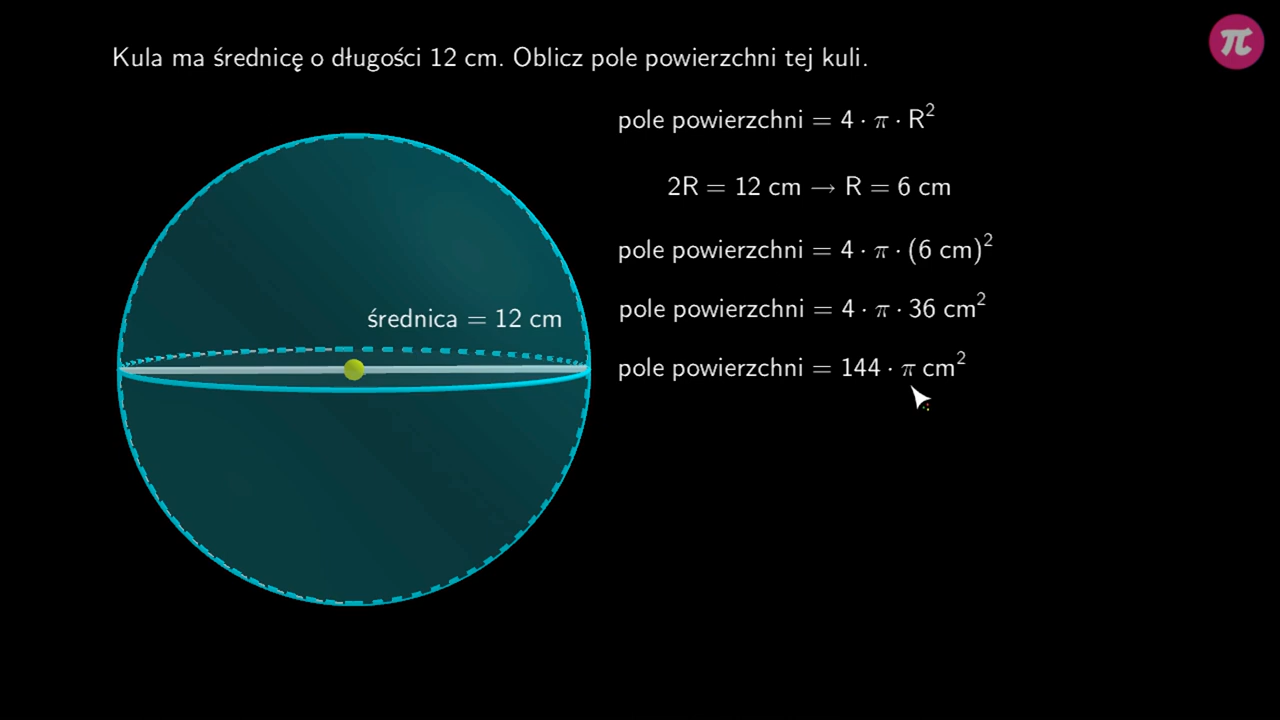 Kula ma średnicę o długości 12 cm. Oblicz pole powierzchni tej kuli.
pole powierzchni = 4 · π · R²
2R = 12 cm → R = 6 cm
pole powierzchni = 4 · π · (6 cm)²
pole powierzchni = 4 · π · 36 cm²
pole powierzchni = 144 · π cm²
średnica = 12 cm
π